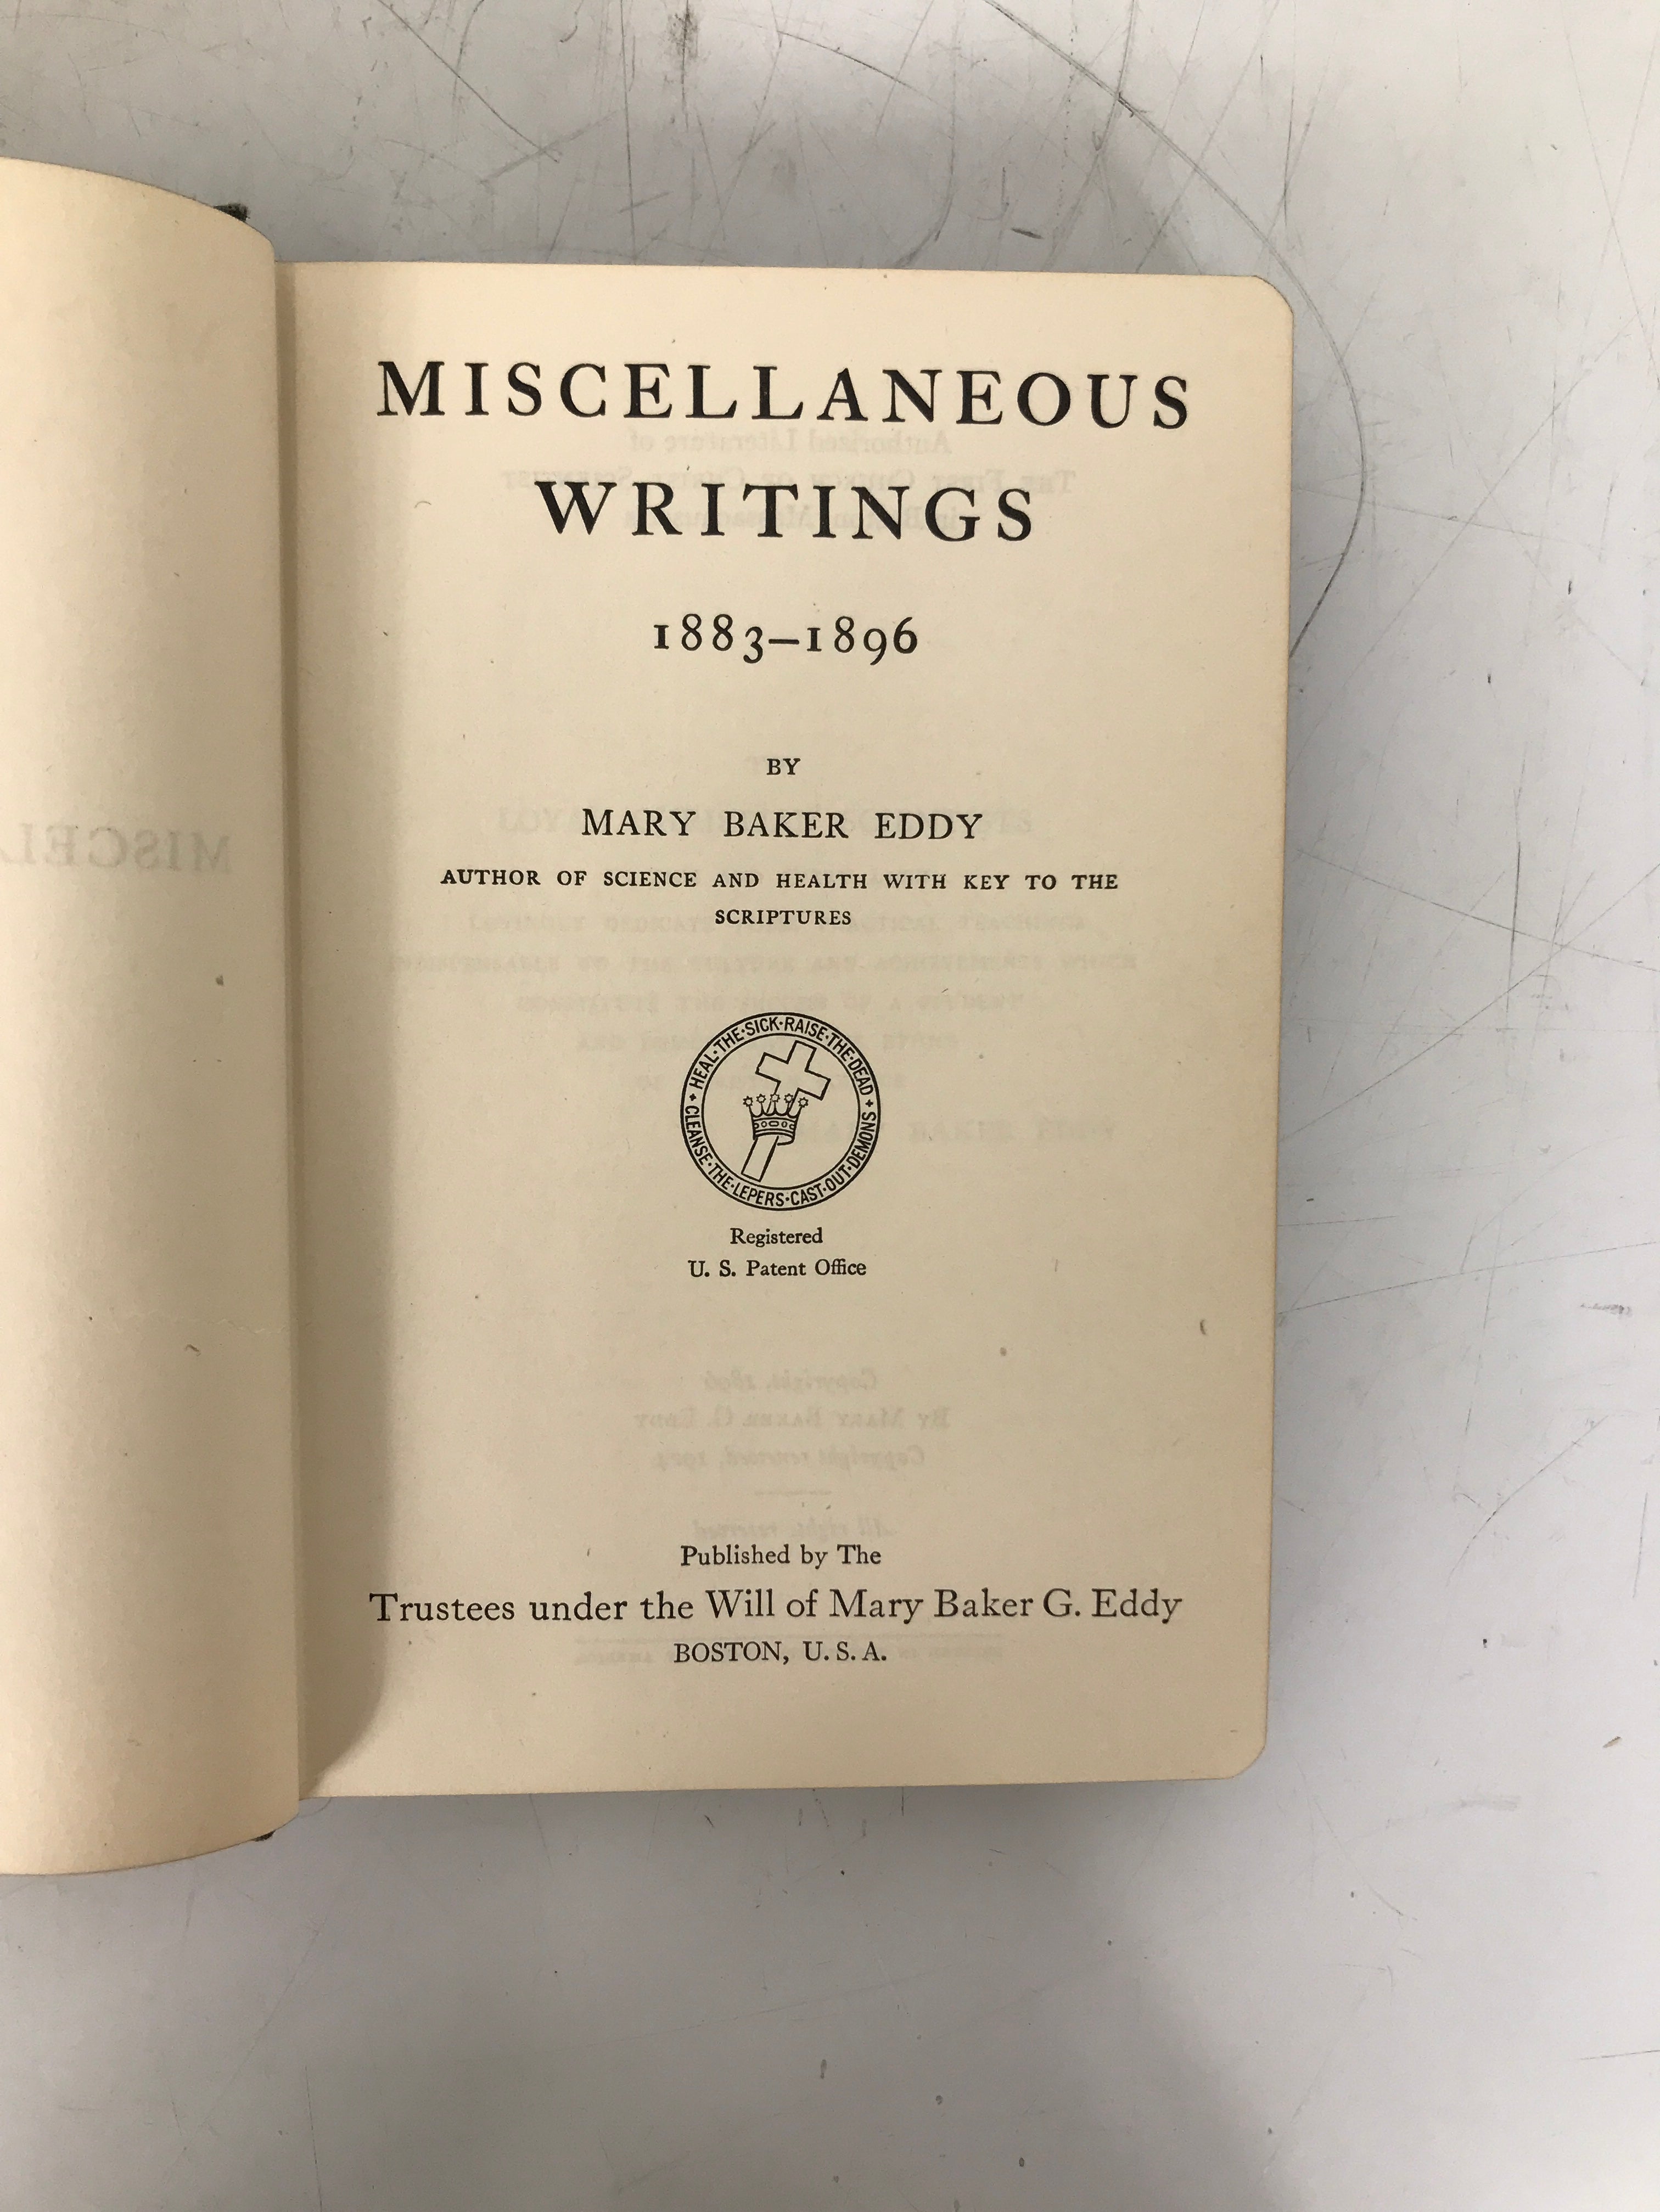 MISCELLANEOUS
WRITINGS
1883–1896
BY
MARY BAKER EDDY
AUTHOR OF SCIENCE AND HEALTH WITH KEY TO THE
SCRIPTURES
HEAL·THE·SICK·RAISE·THE·DEAD
CLEANSE·THE·LEPERS·CAST·OUT·DEMONS
Registered
U. S. Patent Office
Published by The
Trustees under the Will of Mary Baker G. Eddy
BOSTON, U. S. A.